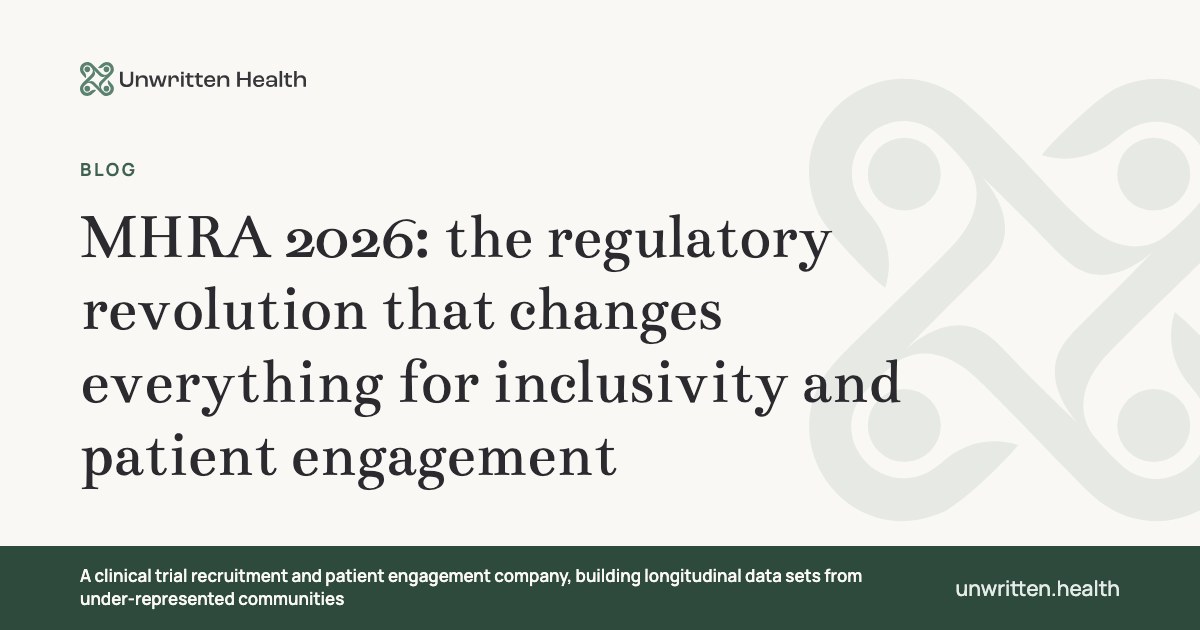 Unwritten Health
BLOG
MHRA 2026: the regulatory
revolution that changes
everything for inclusivity and
patient engagement
A clinical trial recruitment and patient engagement company, building longitudinal data sets from
under-represented communities
unwritten.health